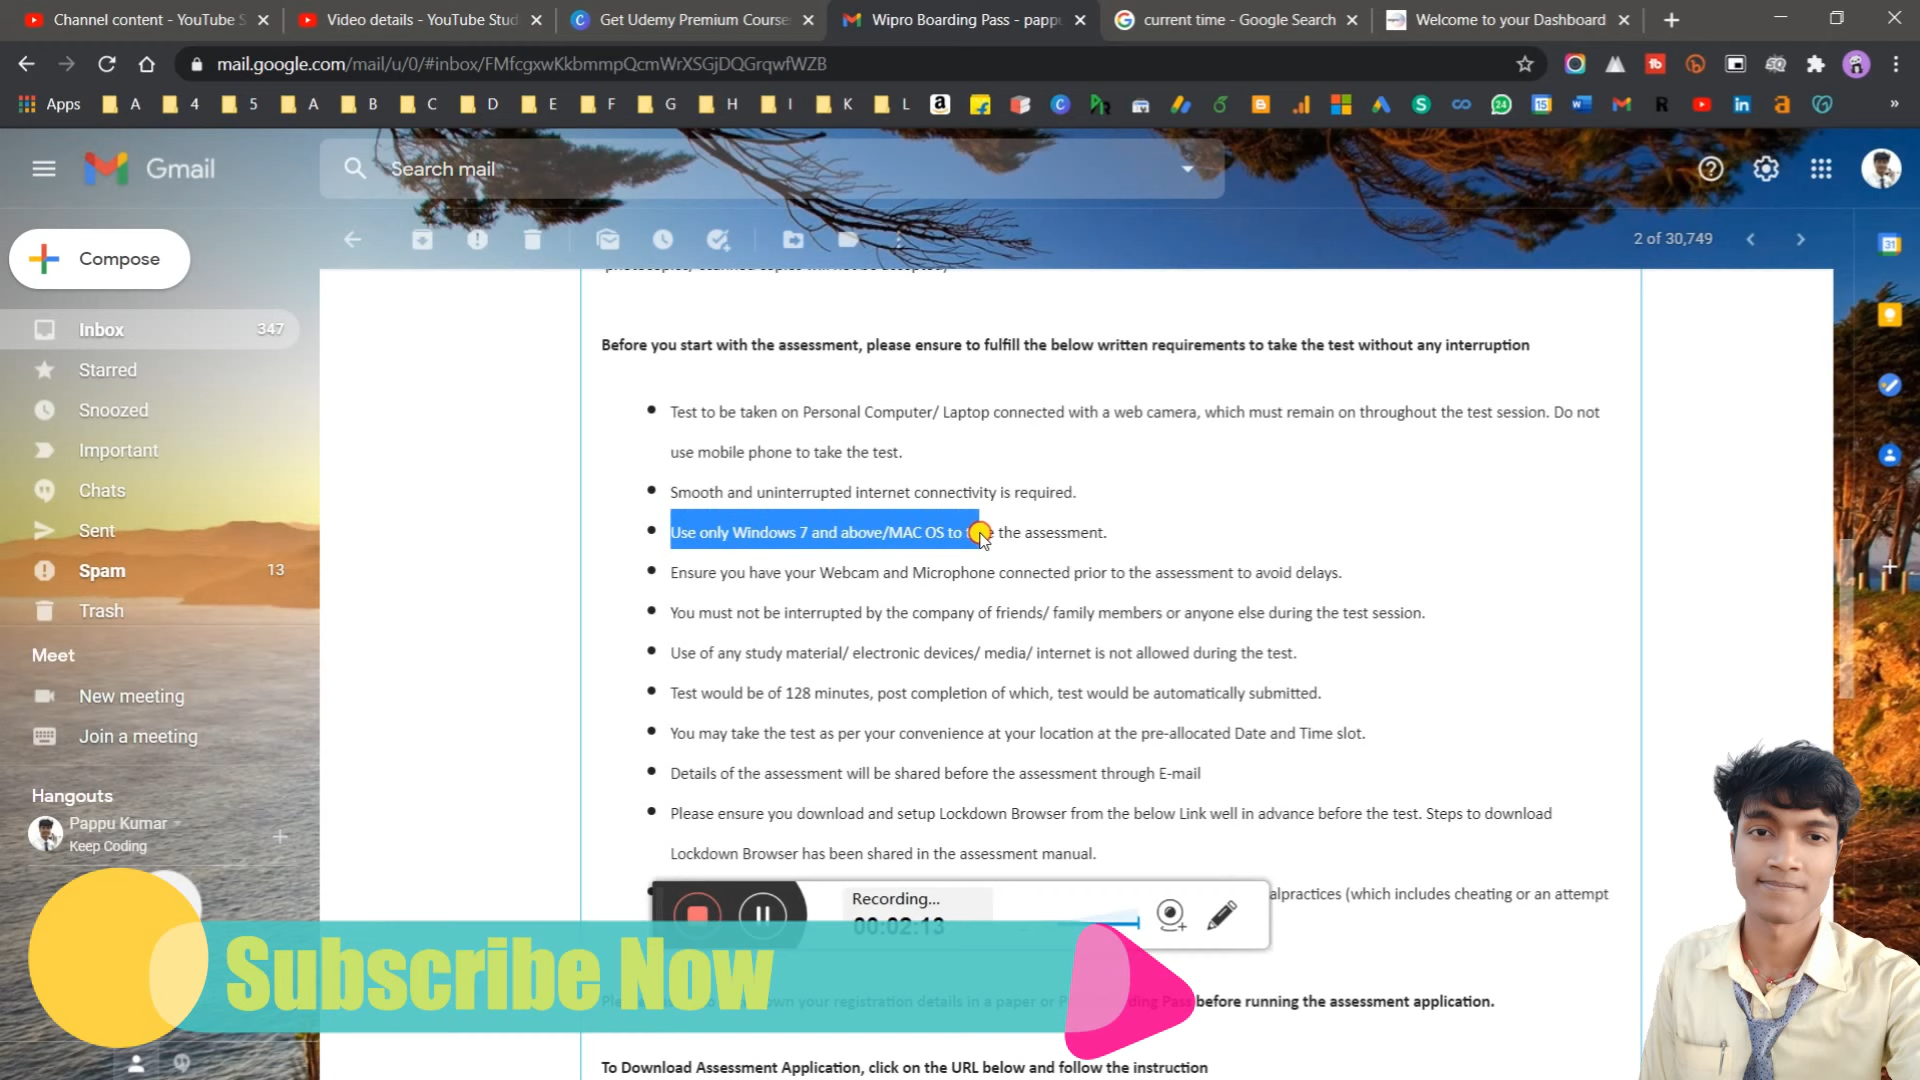 Channel content - YouTube S
Video details - YouTube Stud
Get Udemy Premium Course
Wipro Boarding Pass - pappu
current time - Google Search
Welcome to your Dashboard
mail.google.com/mail/u/0/#inbox/FMfcgxwKkbmmpQcmWrXSGjDQGrqwfWZB
Apps A 4 5 A B C D E F G H I K L
Gmail
Search mail
Compose
2 of 30,749
Inbox 347
Starred
Snoozed
Important
Chats
Sent
Spam 13
Trash
Meet
New meeting
Join a meeting
Hangouts
Pappu Kumar
Keep Coding
Before you start with the assessment, please ensure to fulfill the below written requirements to take the test without any interruption
Test to be taken on Personal Computer/ Laptop connected with a web camera, which must remain on throughout the test session. Do not
use mobile phone to take the test.
Smooth and uninterrupted internet connectivity is required.
Use only Windows 7 and above/MAC OS to the assessment.
Ensure you have your Webcam and Microphone connected prior to the assessment to avoid delays.
You must not be interrupted by the company of friends/ family members or anyone else during the test session.
Use of any study material/ electronic devices/ media/ internet is not allowed during the test.
Test would be of 128 minutes, post completion of which, test would be automatically submitted.
You may take the test as per your convenience at your location at the pre-allocated Date and Time slot.
Details of the assessment will be shared before the assessment through E-mail
Please ensure you download and setup Lockdown Browser from the below Link well in advance before the test. Steps to download
Lockdown Browser has been shared in the assessment manual.
alpractices (which includes cheating or an attempt
Recording...
00:02:13
Subscribe Now
own your registration details in a paper or before running the assessment application.
To Download Assessment Application, click on the URL below and follow the instruction